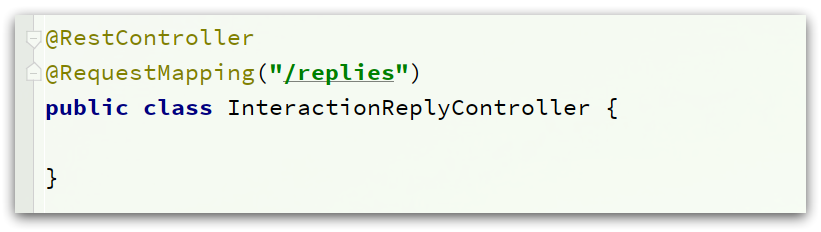 @RestController
@RequestMapping("/replies")
public class InteractionReplyController {
}